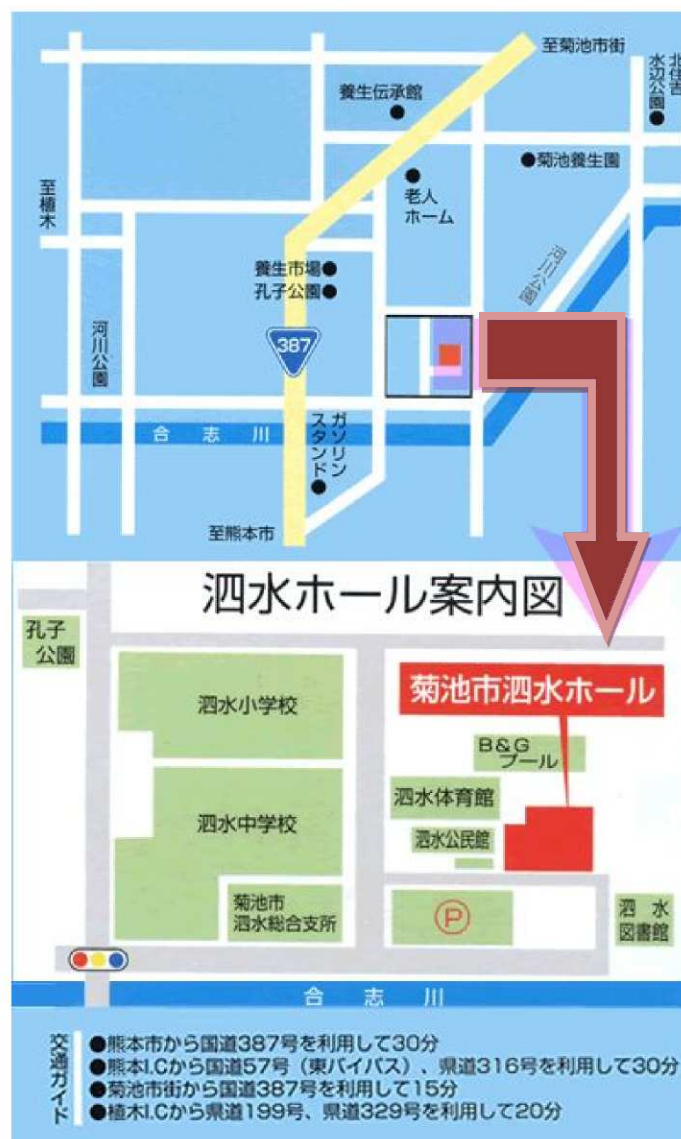 至菊池市街
北住吉
水辺公園
養生伝承館
菊池養生園
至植木
老人
ホーム
河川公園
養生市場
孔子公園
387
河川公園
合志川
ガソリン
スタンド
至熊本市
泗水ホール案内図
孔子
公園
泗水小学校
菊池市泗水ホール
B&G
プール
泗水体育館
泗水中学校
泗水公民館
菊池市
泗水総合支所
P
泗水
図書館
合志川
交通ガイド
●熊本市から国道387号を利用して30分
●熊本I.Cから国道57号（東バイパス）、県道316号を利用して30分
●菊池市街から国道387号を利用して15分
●植木I.Cから県道199号、県道329号を利用して20分